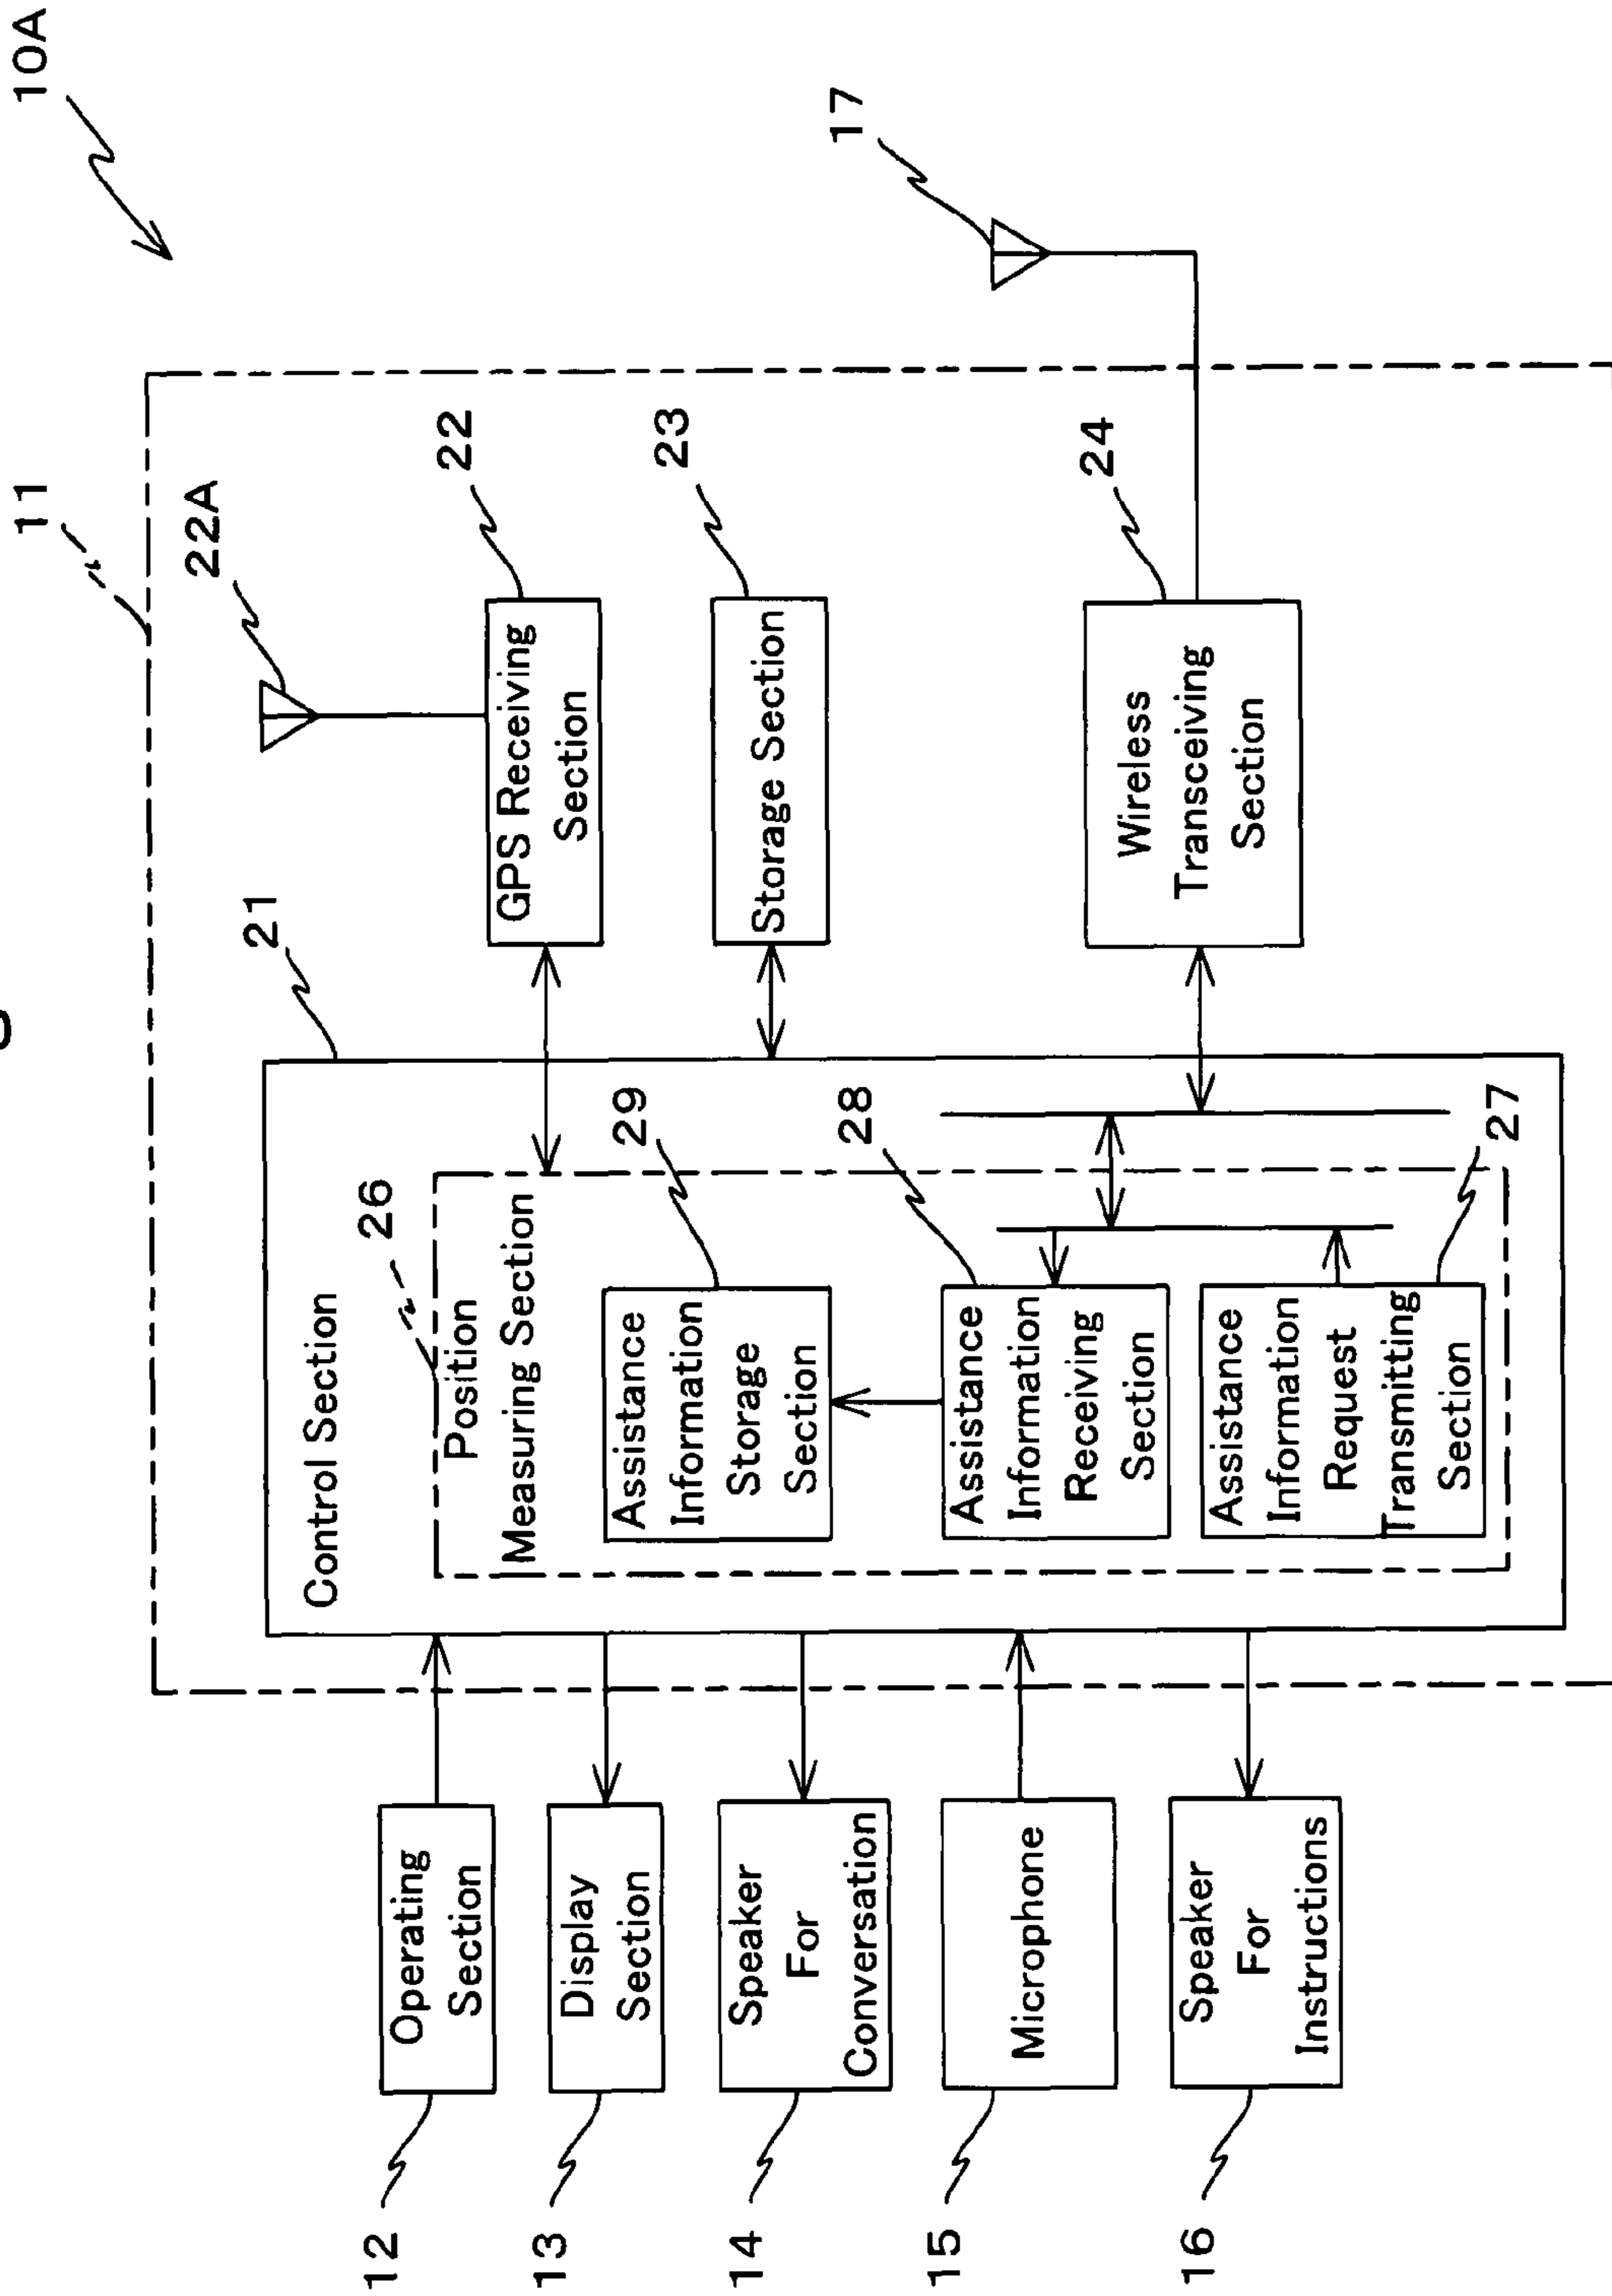 10A
11
22A
21
22
23
24
17
Control Section
26
Position
Measuring Section
29
28
27
GPS Receiving
Section
Storage Section
Wireless
Transceiving
Section
Assistance
Information
Storage
Section
Assistance
Information
Receiving
Section
Assistance
Information
Request
Transmitting
Section
Operating
Section
Display
Section
Speaker
For
Conversation
Microphone
Speaker
For
Instructions
12
13
14
15
16